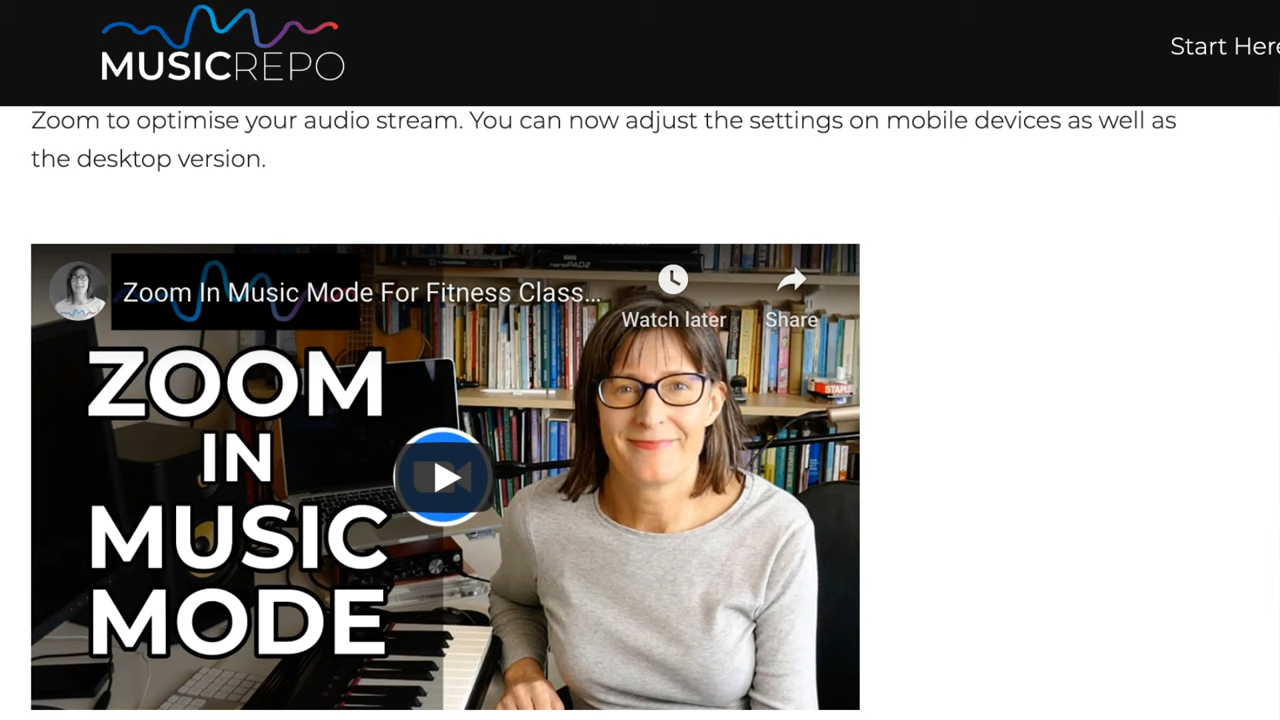 MUSICREPO
Start Here
Zoom to optimise your audio stream. You can now adjust the settings on mobile devices as well as
the desktop version.
Zoom In Music Mode For Fitness Class...
Watch later
Share
ZOOM
IN
MUSIC
MODE
nanoPAD2
STAPLES